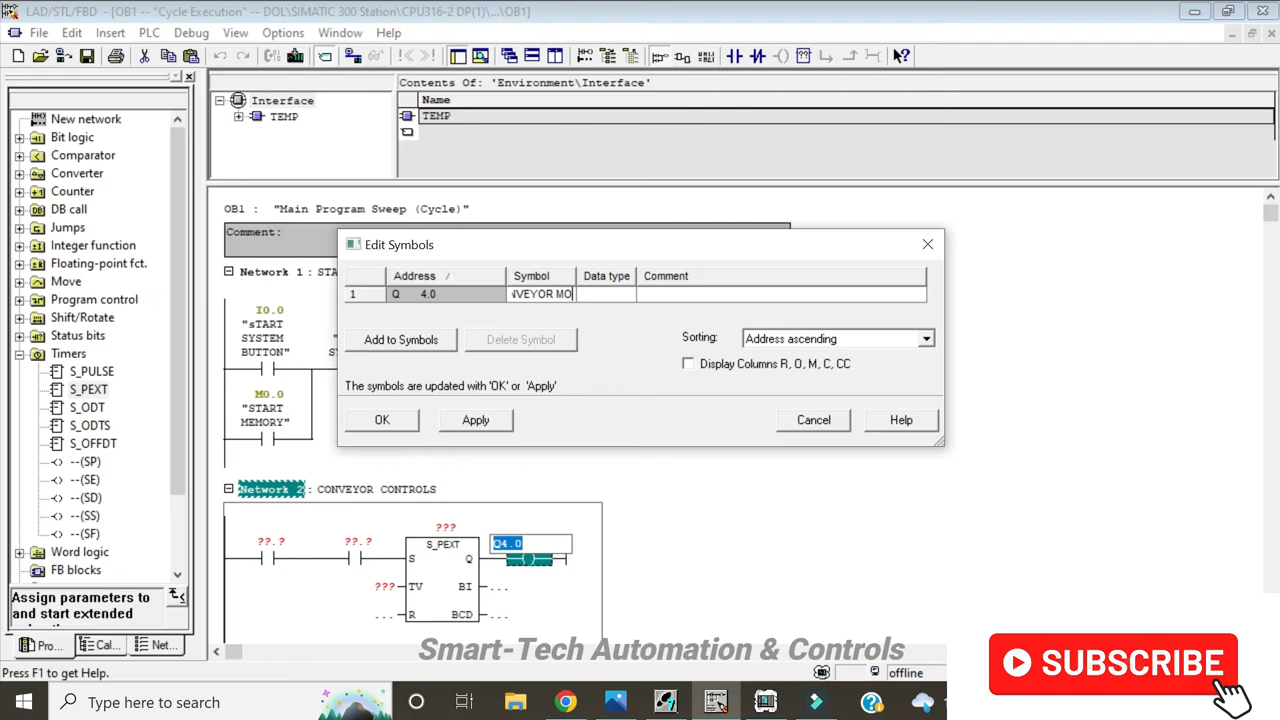 LAD/STL/FBD - [OB1 -- "Cycle Execution" -- DOL\SIMATIC 300 Station\CPU316-2 DP(1)\...\OB1]
File Edit Insert PLC Debug View Options Window Help
New network
Bit logic
Comparator
Converter
Counter
DB call
Jumps
Integer function
Floating-point fct.
Move
Program control
Shift/Rotate
Status bits
Timers
S_PULSE
S_PEXT
S_ODT
S_ODTS
S_OFFDT
--(SP)
--(SE)
--(SD)
--(SS)
--(SF)
Word logic
FB blocks
Assign parameters to
and start extended
Pro... Cal... Net...
Interface
TEMP
Contents Of: 'Environment\Interface'
Name
TEMP
OB1 : "Main Program Sweep (Cycle)"
Comment:
Network 1 : STA
I0.0
"sTART
SYSTEM
BUTTON"
M0.0
"START
MEMORY"
Edit Symbols
Address Symbol Data type Comment
1 Q 4.0 NVEYOR MO
Add to Symbols Delete Symbol
Sorting: Address ascending
Display Columns R, O, M, C, CC
The symbols are updated with 'OK' or 'Apply'
OK Apply Cancel Help
Network 2 : CONVEYOR CONTROLS
???
??.? ??.? S_PEXT Q4.0
S Q
??? TV BI ...
... R BCD ...
Smart-Tech Automation & Controls
SUBSCRIBE
Press F1 to get Help.
offline
Type here to search